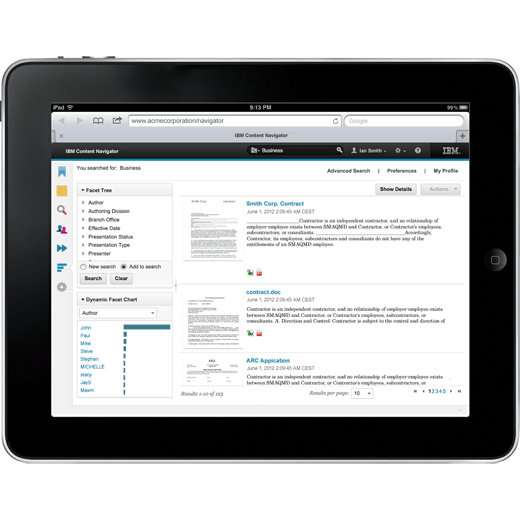 iPad
9:13 PM
99%
www.acmecorporation/navigator
Google
IBM Content Navigator
IBM Content Navigator
Business
Ian Smith
IBM.
You searched for: Business
Advanced Search | Preferences | My Profile
Facet Tree
Author
Authoring Division
Branch Office
Effective Date
Presentation Status
Presentation Type
Presenter
New search
Add to search
Search
Clear
Dynamic Facet Chart
Author
John
Paul
Mike
Steve
Stephen
MICHELLE
stacy
JayS
Maxim
Show Details
Actions
Smith Corp. Contract
June 1, 2012 2:09:45 AM CEST
Contractor is an independent contractor, and no relationship of
employer-employee exists between SMAQMD and Contractor, or Contractor's employees,
subcontractors, or consultants. Accordingly,
Contractor, its employees, subcontractors and consultants do not have any of the
entitlements of an SMAQMD employee.
contract.doc
June 1, 2012 2:09:45 AM CEST
Contractor is an independent contractor, and no relationship of employer-employee exists
between SMAQMD and Contractor, or Contractor's employees, subcontractors, or
consultants. A. Direction and Control' Contractor is subject to the control and direction of
ARC Appication
June 1, 2012 2:09:45 AM CEST
Contractor is an independent contractor, and no relationship of employer-employee exists
between SMAQMD and Contractor, or Contractor's employees, subcontractors, or
Results 1-10 of 123
Results per page: 10
1 2 3 4 5